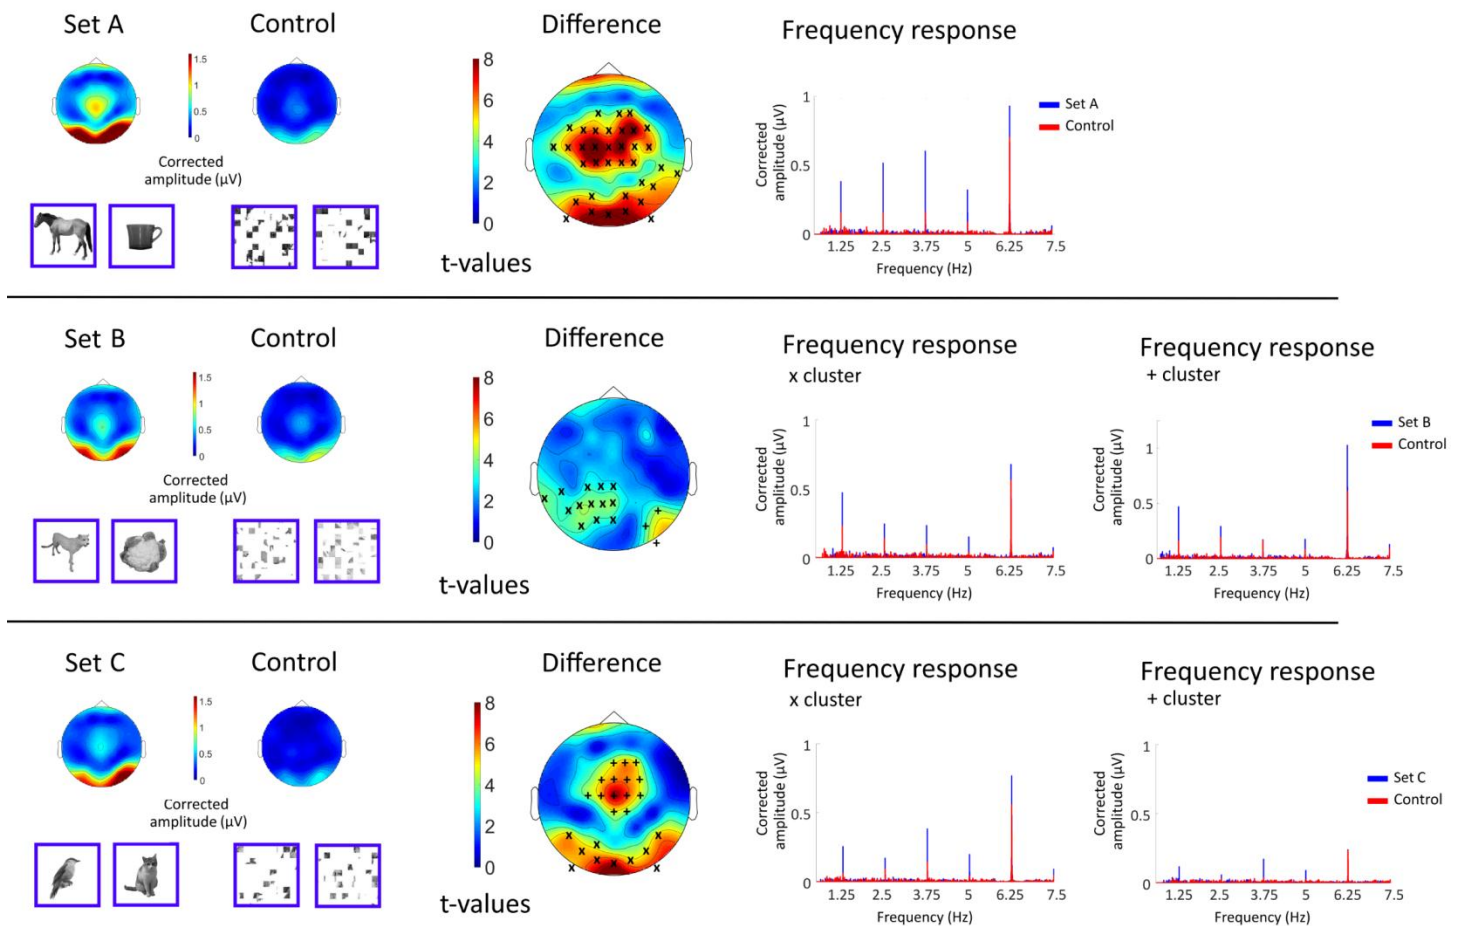 Set A
Control
Difference
Frequency response
1.5
1
0.5
0
Corrected
amplitude (µV)
8
6
4
2
0
t-values
1
0.5
0
Corrected
amplitude (µV)
1.25 2.5 3.75 5 6.25 7.5
Frequency (Hz)
Set A
Control
Set B
Control
Difference
Frequency response
x cluster
Frequency response
+ cluster
1.5
1
0.5
0
Corrected
amplitude (µV)
8
6
4
2
0
t-values
1
0.5
0
Corrected
amplitude (µV)
1.25 2.5 3.75 5 6.25 7.5
Frequency (Hz)
1
0.5
0
Corrected
amplitude (µV)
1.25 2.5 3.75 5 6.25 7.5
Frequency (Hz)
Set B
Control
Set C
Control
Difference
Frequency response
x cluster
Frequency response
+ cluster
1.5
1
0.5
0
Corrected
amplitude (µV)
8
6
4
2
0
t-values
1
0.5
0
Corrected
amplitude (µV)
1.25 2.5 3.75 5 6.25 7.5
Frequency (Hz)
1
0.5
0
Corrected
amplitude (µV)
1.25 2.5 3.75 5 6.25 7.5
Frequency (Hz)
Set C
Control